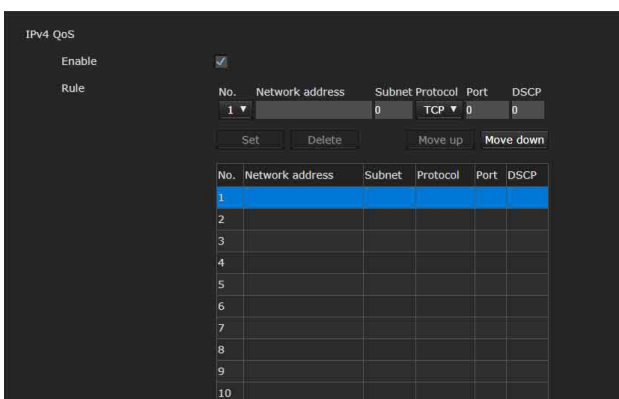 IPv4 QoS
Enable
Rule
No. Network address Subnet Protocol Port DSCP
1 0 TCP 0 0
Set Delete Move up Move down
No. Network address Subnet Protocol Port DSCP
1
2
3
4
5
6
7
8
9
10